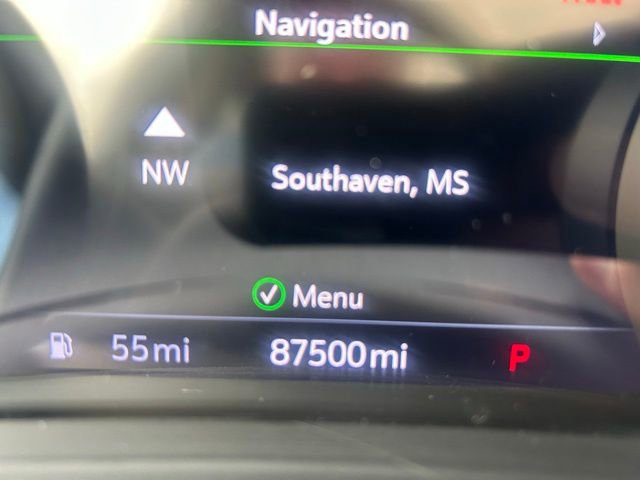 Navigation
NW
Southaven, MS
Menu
55mi 87500mi P